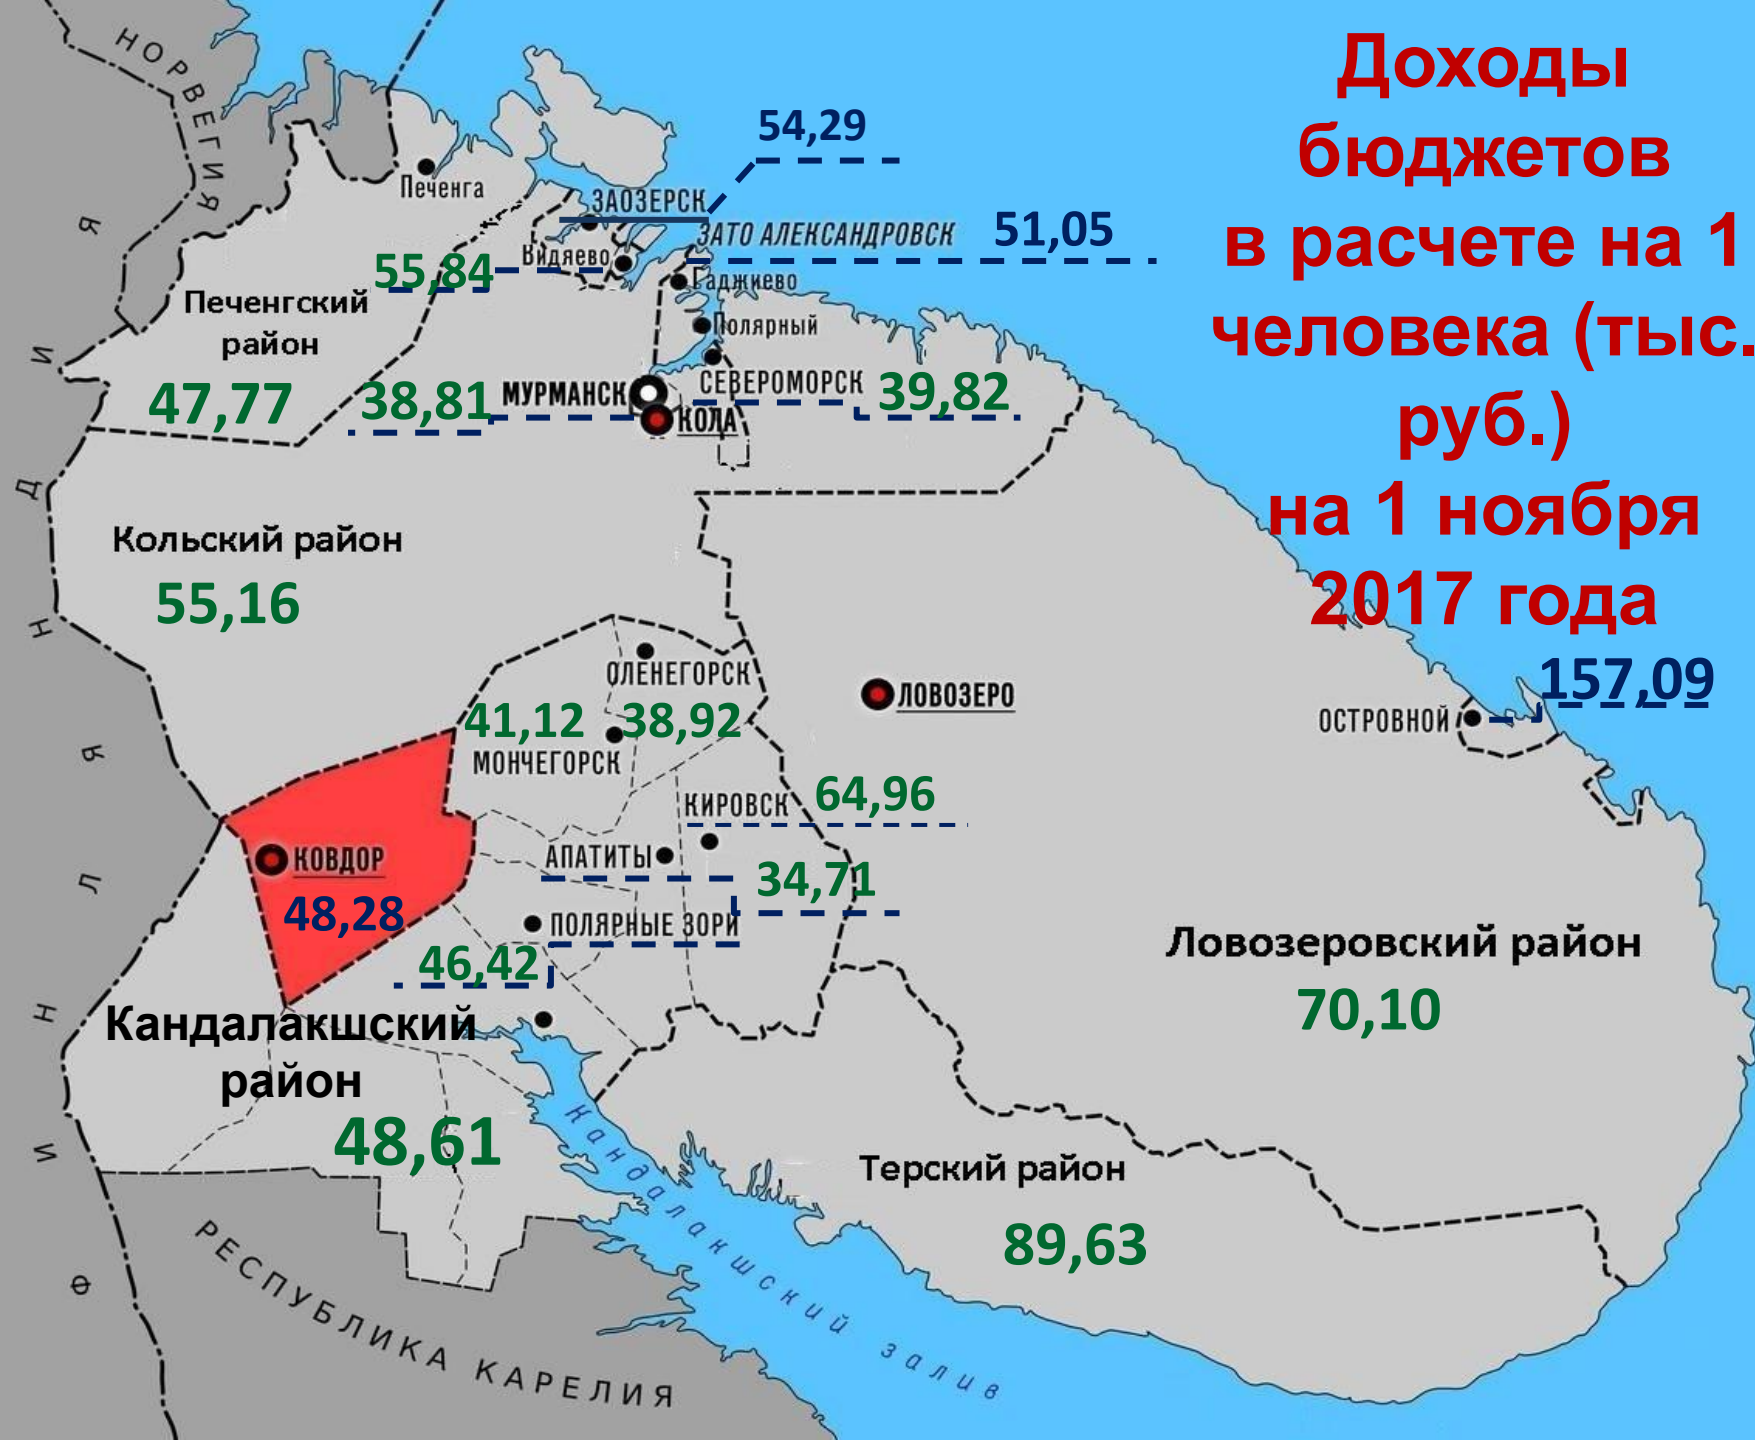 Доходы
бюджетов
в расчете на 1
человека (тыс.
руб.)
на 1 ноября
2017 года
НОРВЕГИЯ
ФИНЛЯНДИЯ
54,29
Печенга
ЗАОЗЕРСК
ЗАТО АЛЕКСАНДРОВСК 51,05
Видяево
55,84
Гаджиево
Печенгский
район
47,77
Полярный
38,81
МУРМАНСК
СЕВЕРОМОРСК
39,82
КОЛА
Кольский район
55,16
ОЛЕНЕГОРСК
41,12
38,92
МОНЧЕГОРСК
ЛОВОЗЕРО
157,09
ОСТРОВНОЙ
КИРОВСК 64,96
КОВДОР
48,28
АПАТИТЫ
34,71
ПОЛЯРНЫЕ ЗОРИ
46,42
Ловозеровский район
70,10
Кандалакшский
район
48,61
Кандалакшский залив
Терский район
89,63
РЕСПУБЛИКА КАРЕЛИЯ